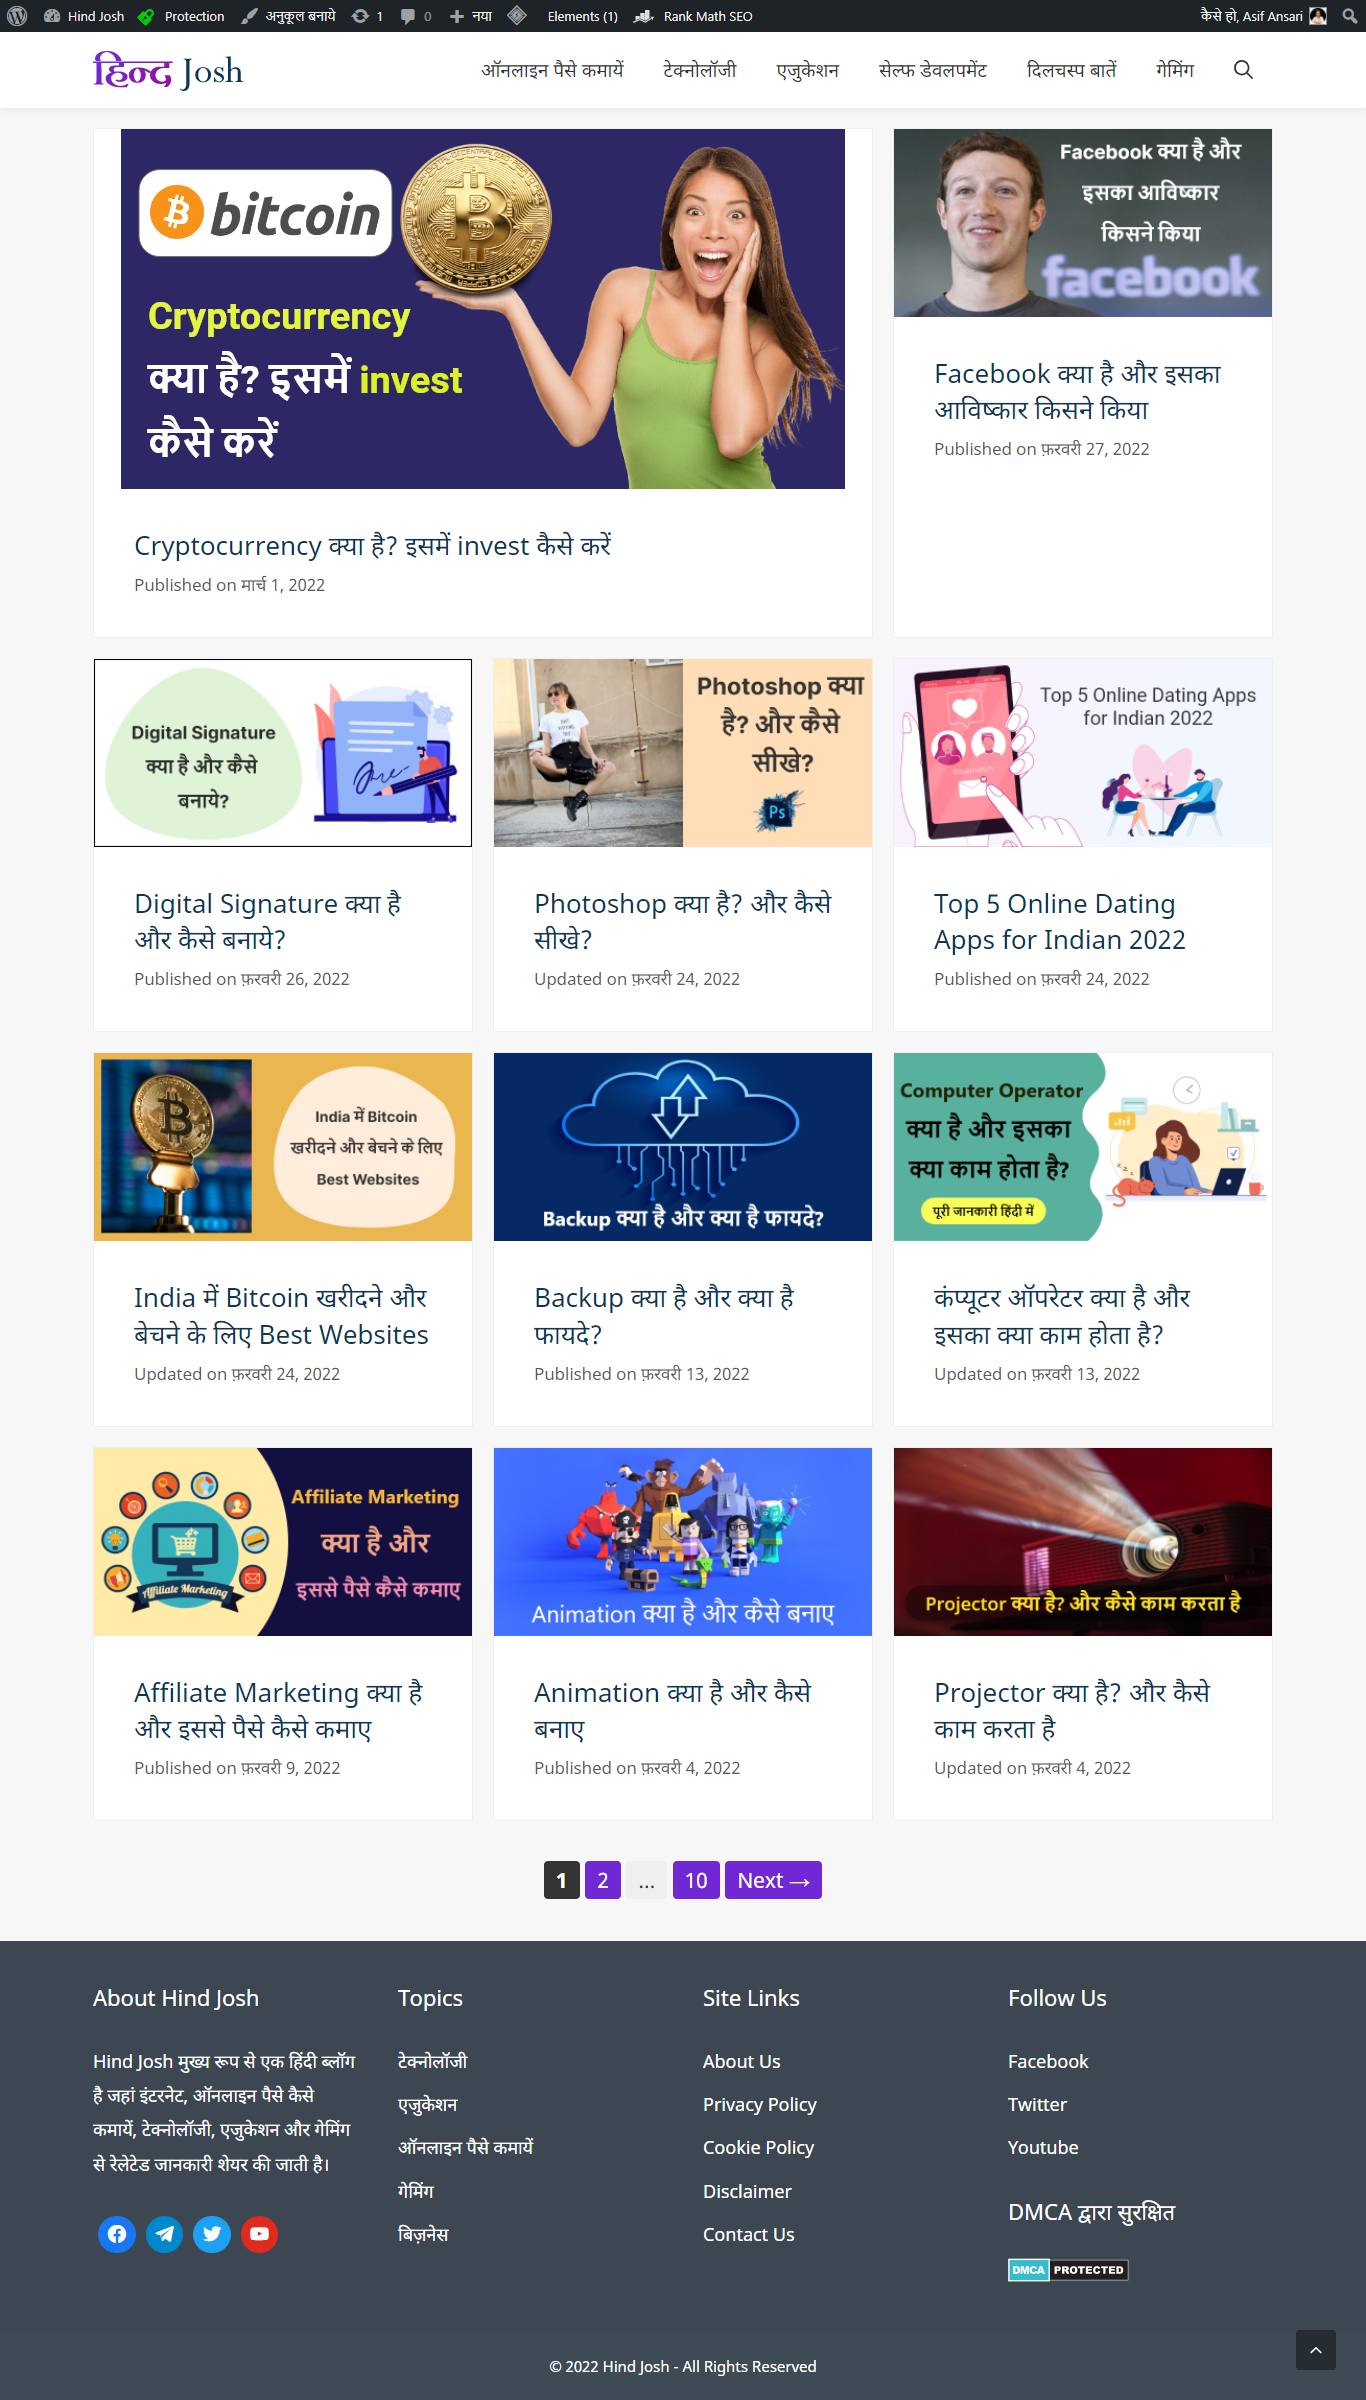 Hind Josh Protection अनुकूल बनाये 1 0 नया Elements (1) Rank Math SEO कैसे हो, Asif Ansari
हिन्द Josh
ऑनलाइन पैसे कमायें टेक्नोलॉजी एजुकेशन सेल्फ डेवलपमेंट दिलचस्प बातें गेमिंग
bitcoin
Cryptocurrency
क्या है? इसमें invest
कैसे करें
Cryptocurrency क्या है? इसमें invest कैसे करें
Published on मार्च 1, 2022
Facebook क्या है और
इसका आविष्कार
किसने किया
facebook
Facebook क्या है और इसका
आविष्कार किसने किया
Published on फ़रवरी 27, 2022
Digital Signature
क्या है और कैसे
बनाये?
Digital Signature क्या है
और कैसे बनाये?
Published on फ़रवरी 26, 2022
Photoshop क्या
है? और कैसे
सीखे?
Ps
Photoshop क्या है? और कैसे
सीखे?
Updated on फ़रवरी 24, 2022
Top 5 Online Dating Apps
for Indian 2022
Top 5 Online Dating
Apps for Indian 2022
Published on फ़रवरी 24, 2022
India में Bitcoin
खरीदने और बेचने के लिए
Best Websites
India में Bitcoin खरीदने और
बेचने के लिए Best Websites
Updated on फ़रवरी 24, 2022
Backup क्या है और क्या है फायदे?
Backup क्या है और क्या है
फायदे?
Published on फ़रवरी 13, 2022
Computer Operator
क्या है और इसका
क्या काम होता है?
पूरी जानकारी हिंदी में
कंप्यूटर ऑपरेटर क्या है और
इसका क्या काम होता है?
Updated on फ़रवरी 13, 2022
Affiliate Marketing
Affiliate Marketing
क्या है और
इससे पैसे कैसे कमाए
Affiliate Marketing क्या है
और इससे पैसे कैसे कमाए
Published on फ़रवरी 9, 2022
Animation क्या है और कैसे बनाए
Animation क्या है और कैसे
बनाए
Published on फ़रवरी 4, 2022
Projector क्या है? और कैसे काम करता है
Projector क्या है? और कैसे
काम करता है
Updated on फ़रवरी 4, 2022
1 2 … 10 Next →
About Hind Josh
Hind Josh मुख्य रूप से एक हिंदी ब्लॉग
है जहां इंटरनेट, ऑनलाइन पैसे कैसे
कमायें, टेक्नोलॉजी, एजुकेशन और गेमिंग
से रेलेटेड जानकारी शेयर की जाती है।
Topics
टेक्नोलॉजी
एजुकेशन
ऑनलाइन पैसे कमायें
गेमिंग
बिज़नेस
Site Links
About Us
Privacy Policy
Cookie Policy
Disclaimer
Contact Us
Follow Us
Facebook
Twitter
Youtube
DMCA द्वारा सुरक्षित
DMCA PROTECTED
© 2022 Hind Josh - All Rights Reserved